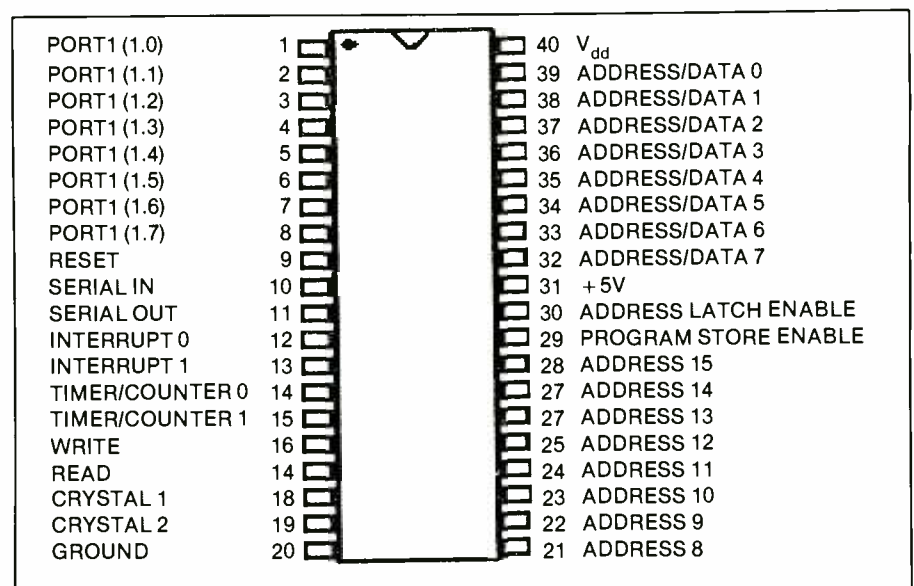 PORT1 (1.0) 1
PORT1 (1.1) 2
PORT1 (1.2) 3
PORT1 (1.3) 4
PORT1 (1.4) 5
PORT1 (1.5) 6
PORT1 (1.6) 7
PORT1 (1.7) 8
RESET 9
SERIAL IN 10
SERIAL OUT 11
INTERRUPT 0 12
INTERRUPT 1 13
TIMER/COUNTER 0 14
TIMER/COUNTER 1 15
WRITE 16
READ 14
CRYSTAL 1 18
CRYSTAL 2 19
GROUND 20
40 Vdd
39 ADDRESS/DATA 0
38 ADDRESS/DATA 1
37 ADDRESS/DATA 2
36 ADDRESS/DATA 3
35 ADDRESS/DATA 4
34 ADDRESS/DATA 5
33 ADDRESS/DATA 6
32 ADDRESS/DATA 7
31 +5V
30 ADDRESS LATCH ENABLE
29 PROGRAM STORE ENABLE
28 ADDRESS 15
27 ADDRESS 14
27 ADDRESS 13
25 ADDRESS 12
24 ADDRESS 11
23 ADDRESS 10
22 ADDRESS 9
21 ADDRESS 8